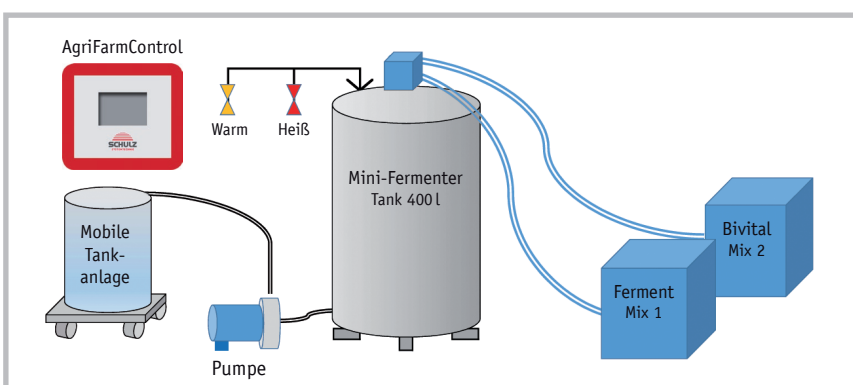 AgriFarmControl
SCHULZ
Warm
Heiß
Mini-Fermenter
Tank 400 l
Mobile
Tank-
anlage
Bivital
Mix 2
Ferment
Mix 1
Pumpe